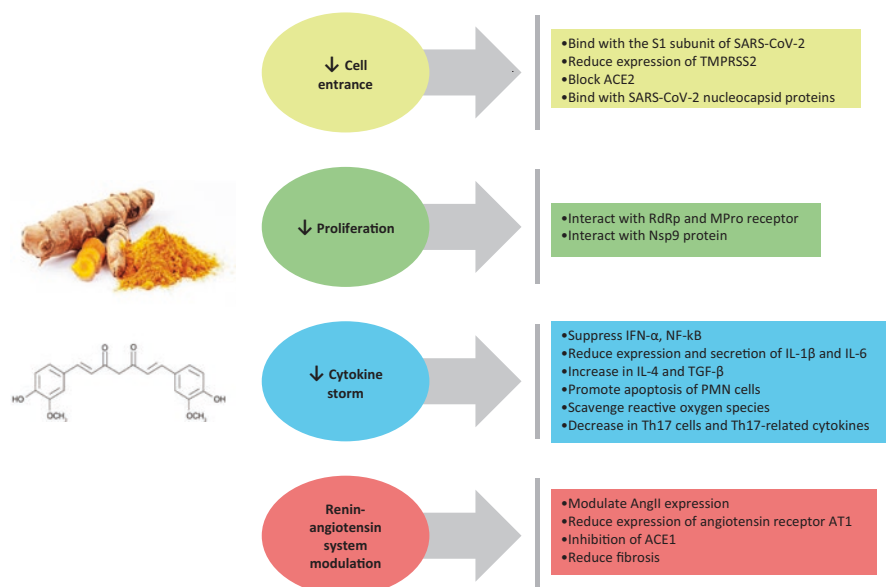 ↓ Cell
entrance
•Bind with the S1 subunit of SARS-CoV-2
•Reduce expression of TMPRSS2
•Block ACE2
•Bind with SARS-CoV-2 nucleocapsid proteins
↓ Proliferation
•Interact with RdRp and MPro receptor
•Interact with Nsp9 protein
O O
HO OCH₃ OCH₃ OH
↓ Cytokine
storm
•Suppress IFN-α, NF-kB
•Reduce expression and secretion of IL-1β and IL-6
•Increase in IL-4 and TGF-β
•Promote apoptosis of PMN cells
•Scavenge reactive oxygen species
•Decrease in Th17 cells and Th17-related cytokines
Renin-
angiotensin
system
modulation
•Modulate AngII expression
•Reduce expression of angiotensin receptor AT1
•Inhibition of ACE1
•Reduce fibrosis